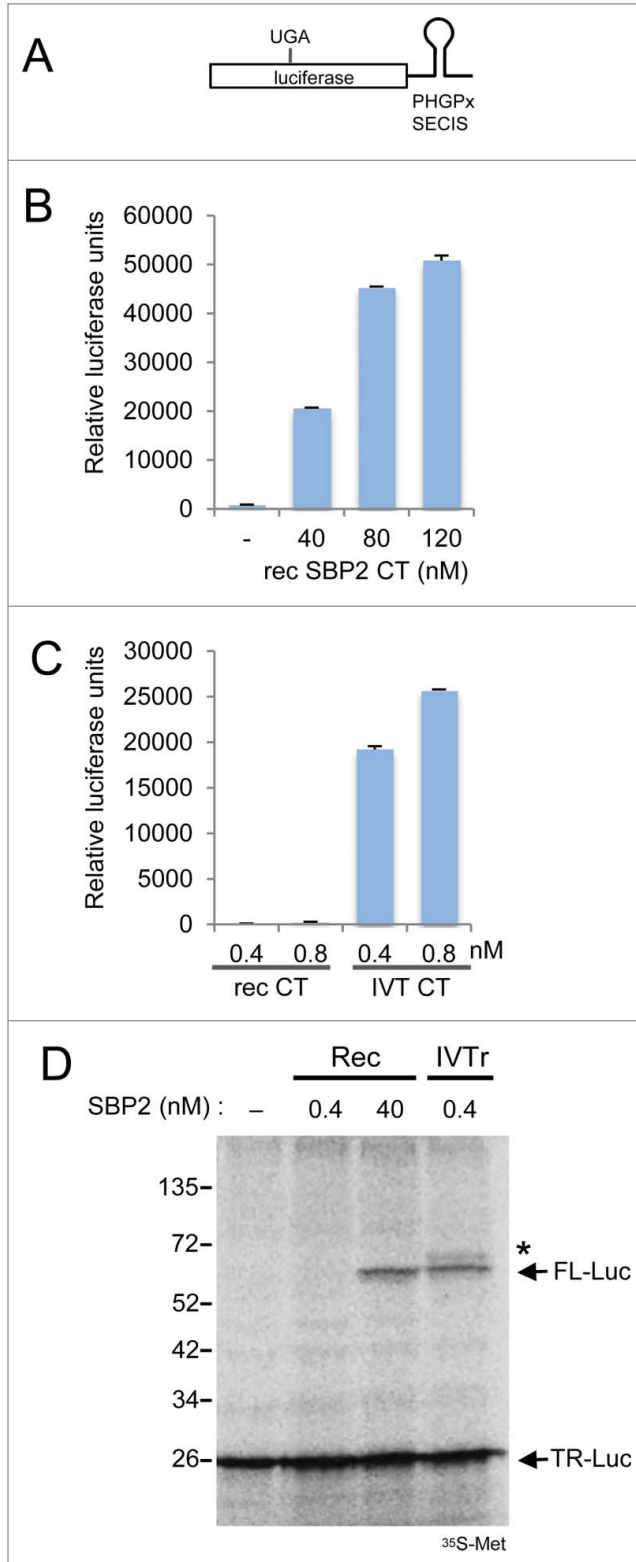 A
UGA
luciferase
PHGPx
SECIS
B
Relative luciferase units
60000
50000
40000
30000
20000
10000
0
- 40 80 120
rec SBP2 CT (nM)
C
Relative luciferase units
30000
25000
20000
15000
10000
5000
0
0.4 0.8 0.4 0.8 nM
rec CT IVT CT
D
Rec IVTr
SBP2 (nM) : – 0.4 40 0.4
135–
72–
*
FL-Luc
52–
42–
34–
26–
TR-Luc
³⁵S-Met